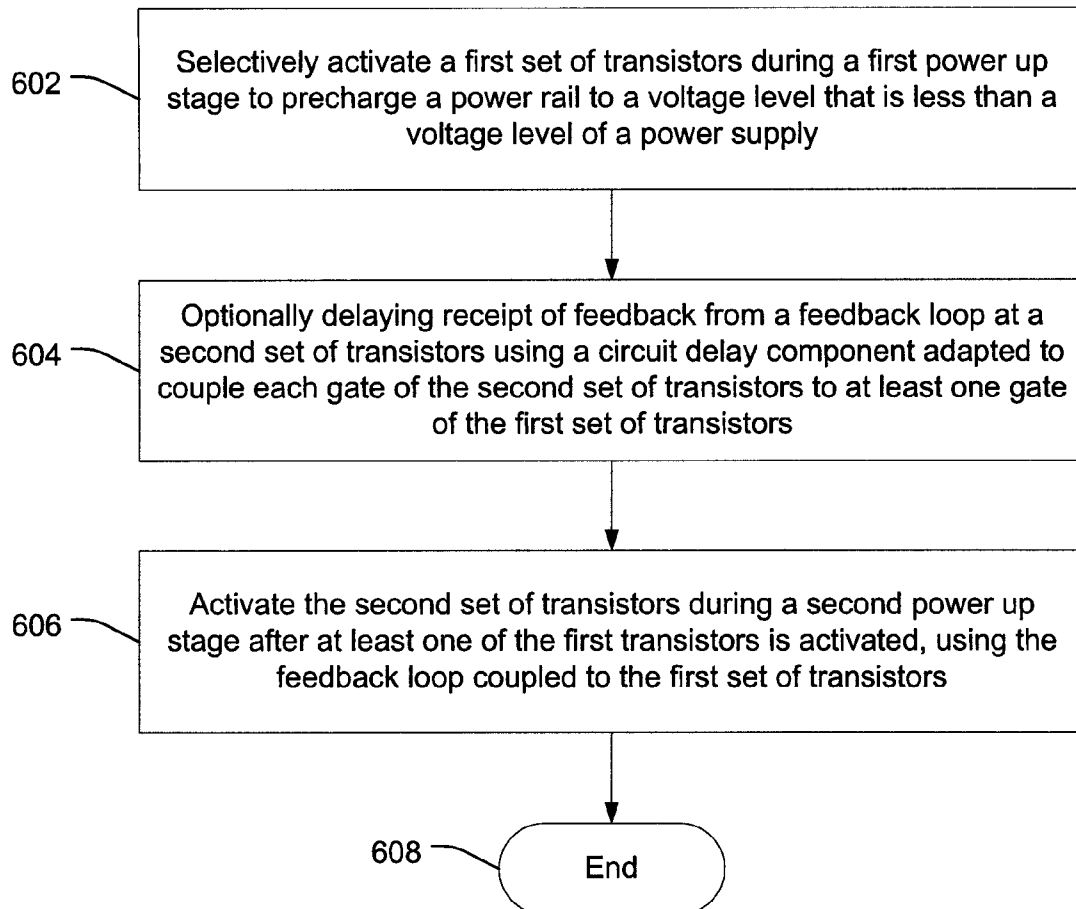 602
Selectively activate a first set of transistors during a first power up
stage to precharge a power rail to a voltage level that is less than a
voltage level of a power supply
604
Optionally delaying receipt of feedback from a feedback loop at a
second set of transistors using a circuit delay component adapted to
couple each gate of the second set of transistors to at least one gate
of the first set of transistors
606
Activate the second set of transistors during a second power up
stage after at least one of the first transistors is activated, using the
feedback loop coupled to the first set of transistors
608
End